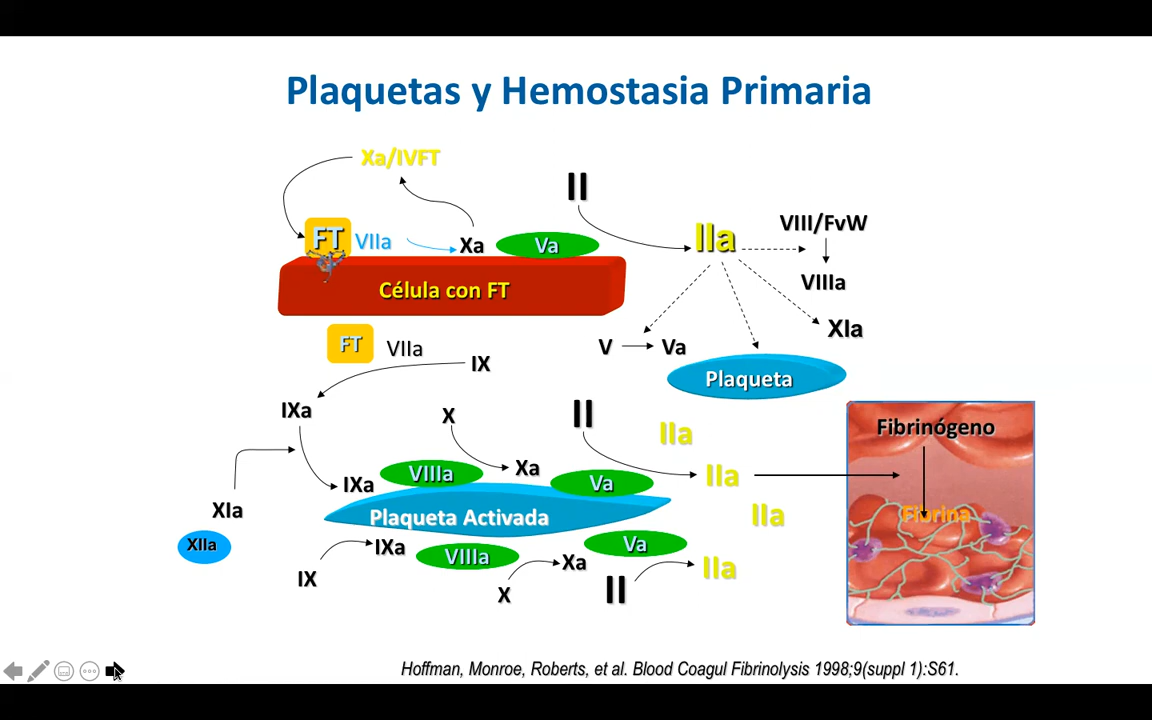 Plaquetas y Hemostasia Primaria
Xa/IVFT
II
FT
VIIa
Xa
Va
IIa
VIII/FvW
VIIIa
Célula con FT
XIa
V
Va
Plaqueta
FT
VIIa
IX
IXa
X
II
IIa
Fibrinógeno
VIIIa
Xa
IXa
Va
IIa
XIa
Plaqueta Activada
IIa
Fibrina
XIIa
IXa
VIIIa
Va
IX
Xa
IIa
X
II
Hoffman, Monroe, Roberts, et al. Blood Coagul Fibrinolysis 1998;9(suppl 1):S61.